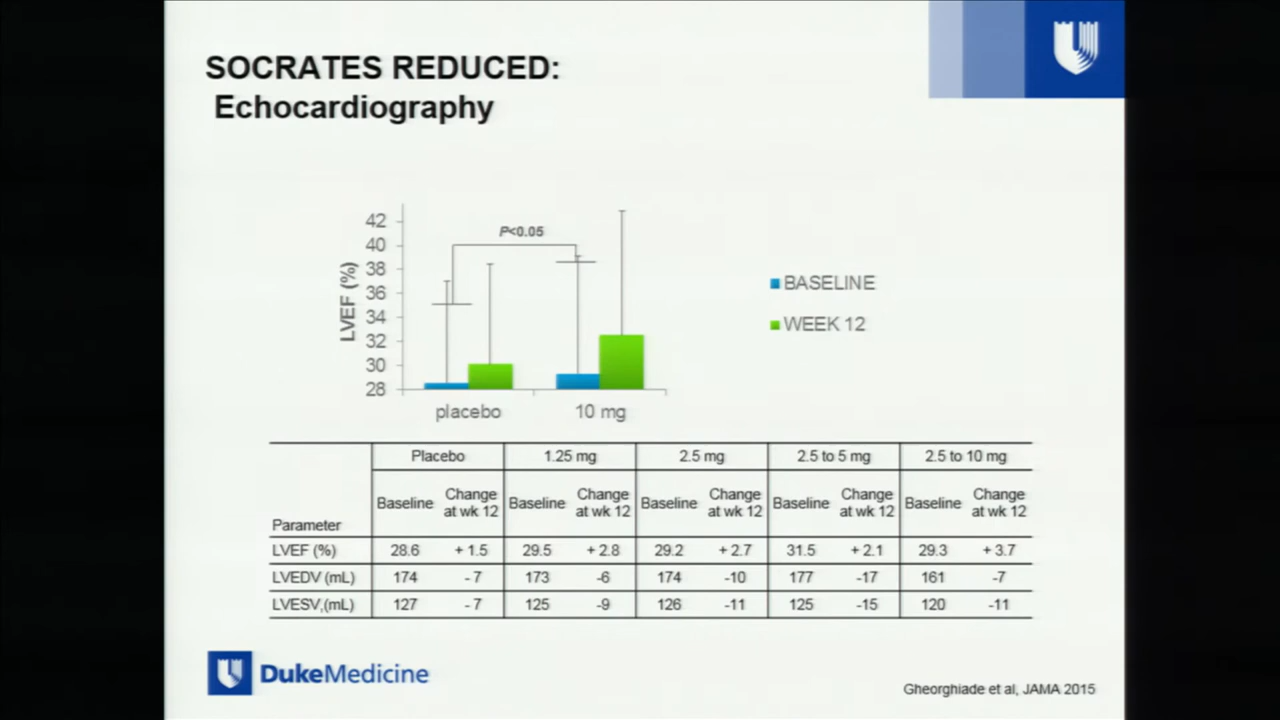 SOCRATES REDUCED:
Echocardiography
42
40
38
36
34
32
30
28
LVEF (%)
P<0.05
placebo
10 mg
BASELINE
WEEK 12
Placebo 1.25 mg 2.5 mg 2.5 to 5 mg 2.5 to 10 mg
Parameter Baseline Change at wk 12 Baseline Change at wk 12 Baseline Change at wk 12 Baseline Change at wk 12 Baseline Change at wk 12
LVEF (%) 28.6 + 1.5 29.5 + 2.8 29.2 + 2.7 31.5 + 2.1 29.3 + 3.7
LVEDV (mL) 174 - 7 173 -6 174 -10 177 -17 161 -7
LVESV,(mL) 127 - 7 125 -9 126 -11 125 -15 120 -11
DukeMedicine
Gheorghiade et al, JAMA 2015